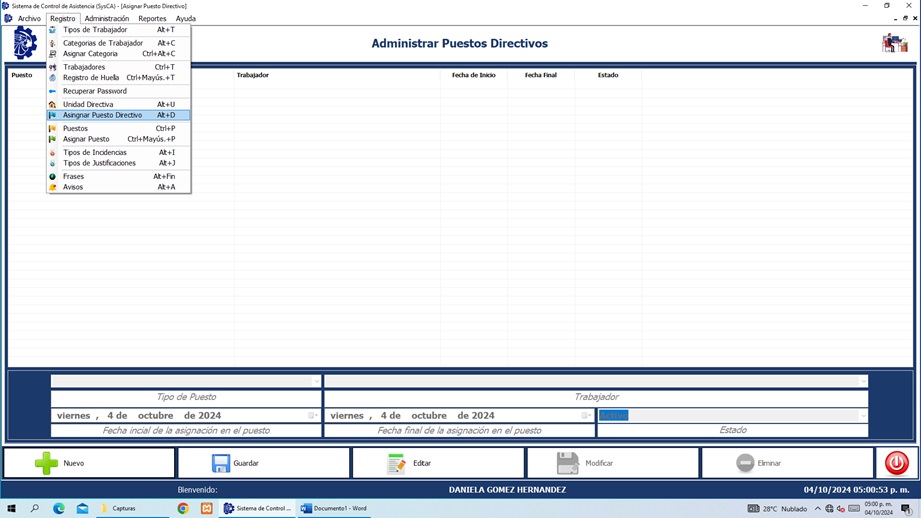 Sistema de Control de Asistencia (SysCA) - [Asignar Puesto Directivo]
Archivo Registro Administración Reportes Ayuda
Administrar Puestos Directivos
Tipos de Trabajador Alt+T
Categorias de Trabajador Alt+C
Asignar Categoria Ctrl+Alt+C
Trabajadores Ctrl+T
Registro de Huella Ctrl+Mayús.+T
Recuperar Password
Unidad Directiva Alt+U
Asingnar Puesto Directivo Alt+D
Puestos Ctrl+P
Asignar Puesto Ctrl+Mayús.+P
Tipos de Incidencias Alt+I
Tipos de Justificaciones Alt+J
Frases Alt+Fin
Avisos Alt+A
Puesto Trabajador Fecha de Inicio Fecha Final Estado
Tipo de Puesto Trabajador
viernes , 4 de octubre de 2024 viernes , 4 de octubre de 2024 Activo
Fecha incial de la asignación en el puesto Fecha final de la asignación en el puesto Estado
Nuevo Guardar Editar Modificar Eliminar
Bienvenido: DANIELA GOMEZ HERNANDEZ 04/10/2024 05:00:53 p. m.
Capturas Sistema de Control ... Documento1 - Word 28°C Nublado 05:00 p. m.
04/10/2024